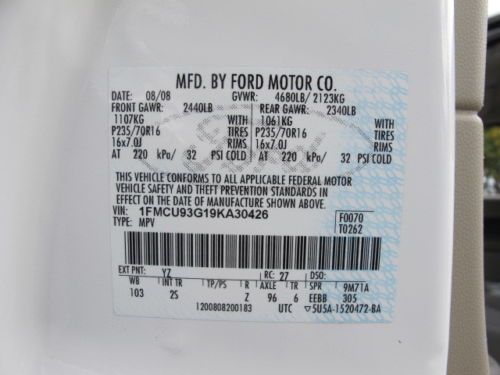 MFD. BY FORD MOTOR CO.
DATE: 08/08 GVWR: 4680LB/ 2123KG
FRONT GAWR: 2440LB REAR GAWR: 2340LB
1107KG WITH 1061KG WITH
P235/70R16 TIRES P235/70R16 TIRES
16x7.0J RIMS 16x7.0J RIMS
AT 220 kPa/ 32 PSI COLD AT 220 kPa/ 32 PSI COLD
THIS VEHICLE CONFORMS TO ALL APPLICABLE FEDERAL MOTOR
VEHICLE SAFETY AND THEFT PREVENTION STANDARDS IN
EFFECT ON THE DATE OF MANUFACTURE SHOWN ABOVE.
VIN: 1FMCU93G19KA30426 F0070
TYPE: MPV T0262
EXT PNT: YZ RC: 27 DSO:
WB INT TR TP/PS R AXLE TR SPR 9M71A
103 2S Z 96 6 EEBB 305
1200808200183 UTC ▽5U5A-1520472-BA